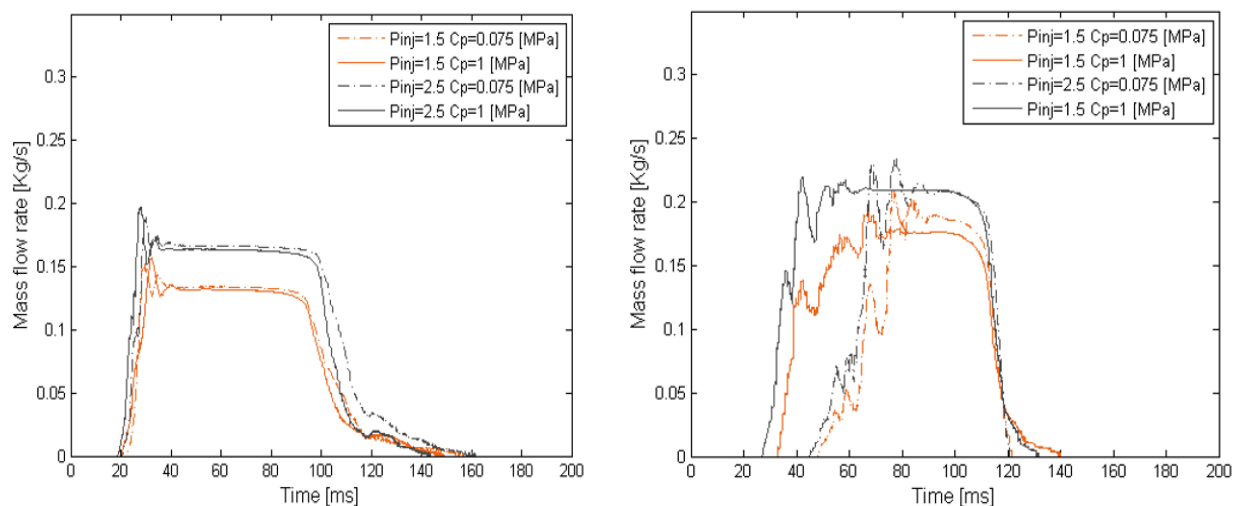 Pinj=1.5 Cp=0.075 [MPa]
Pinj=1.5 Cp=1 [MPa]
Pinj=2.5 Cp=0.075 [MPa]
Pinj=2.5 Cp=1 [MPa]
0.3
0.25
0.2
0.15
0.1
0.05
0
Mass flow rate [Kg/s]
0 20 40 60 80 100 120 140 160 180 200
Time [ms]
Pinj=1.5 Cp=0.075 [MPa]
Pinj=1.5 Cp=1 [MPa]
Pinj=2.5 Cp=0.075 [MPa]
Pinj=1.5 Cp=1 [MPa]
0.3
0.25
0.2
0.15
0.1
0.05
0
Mass flow rate [Kg/s]
0 20 40 60 80 100 120 140 160 180 200
Time [ms]